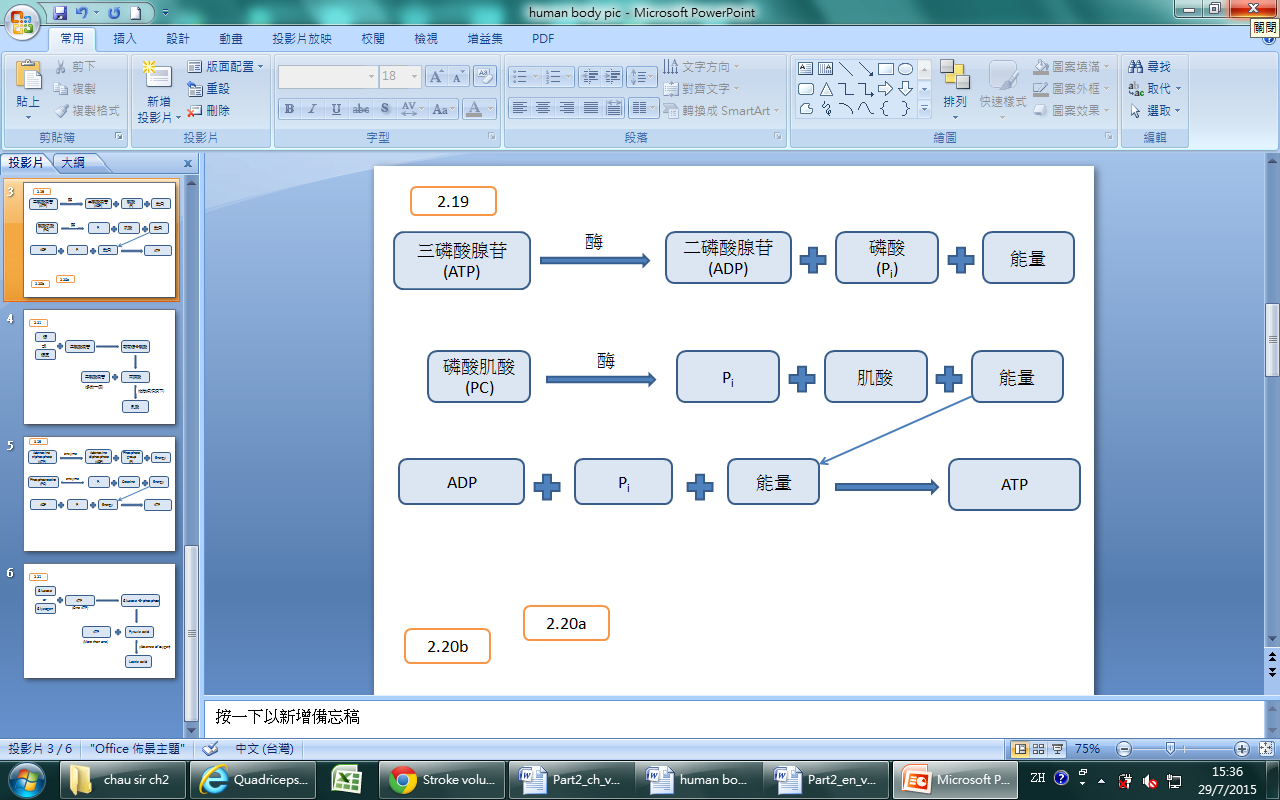 human body pic - Microsoft PowerPoint
關閉
常用 插入 設計 動畫 投影片放映 校閱 檢視 增益集 PDF
貼上
剪下
複製
複製格式
剪貼簿
新增
投影片
版面配置
重設
刪除
投影片
18
B I U abc S AV Aa A
字型
文字方向
對齊文字
轉換成 SmartArt
段落
排列
快速樣式
圖案填滿
圖案外框
圖案效果
繪圖
尋找
取代
選取
編輯
投影片 大綱
3
4
5
6
2.19
三磷酸腺苷
(ATP)
酶
二磷酸腺苷
(ADP)
磷酸
(Pi)
能量
磷酸肌酸
(PC)
酶
Pi
肌酸
能量
ADP
Pi
能量
ATP
2.20a
2.20b
按一下以新增備忘稿
投影片 3 / 6 "Office 佈景主題" 中文 (台灣) 75%
chau sir ch2 Quadriceps... Stroke volu... Part2_ch_v... human bo... Part2_en_v... Microsoft P... ZH
15:36
29/7/2015